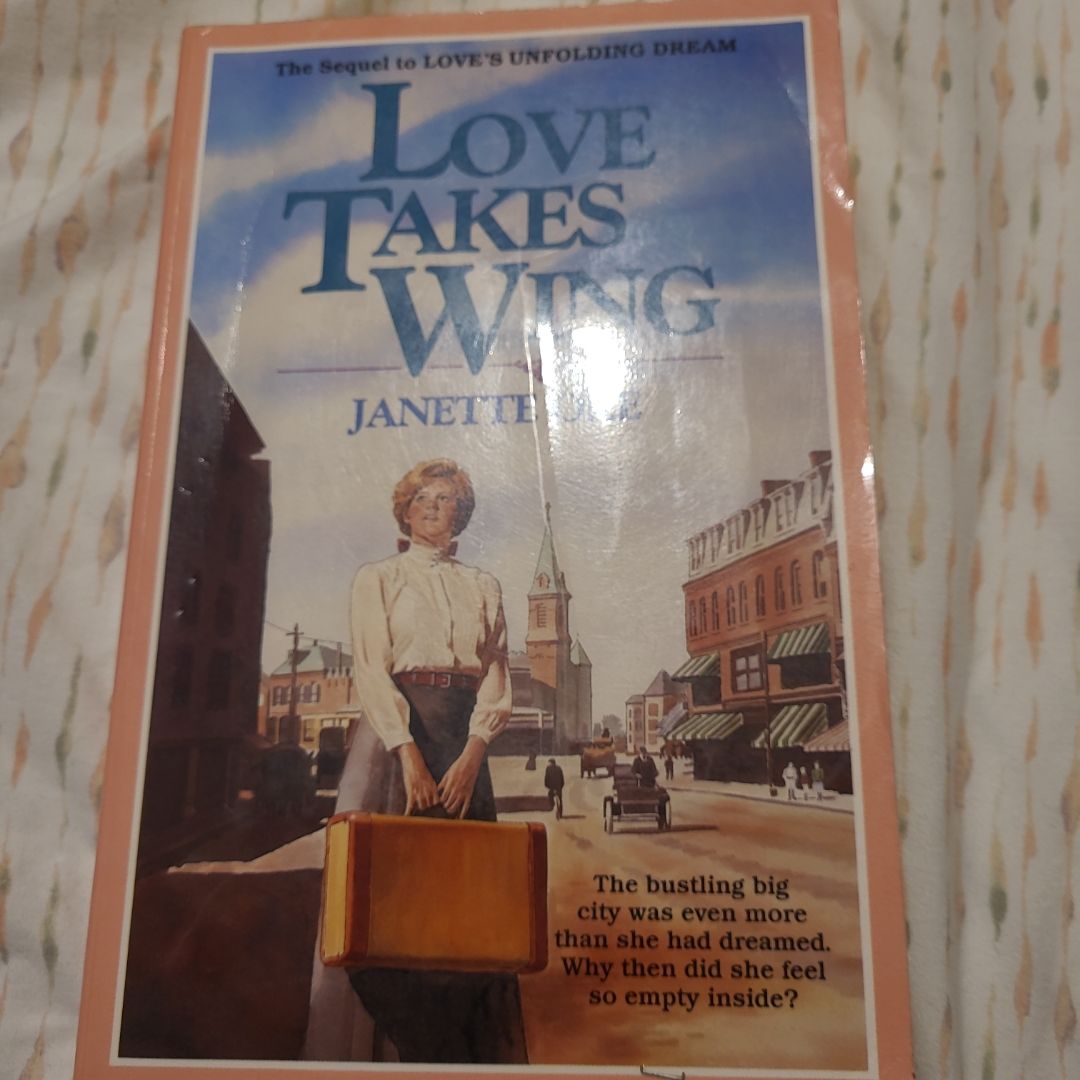 The Sequel to LOVE'S UNFOLDING DREAM
LOVE
TAKES
WING
JANETTE
The bustling big
city was even more
than she had dreamed.
Why then did she feel
so empty inside?